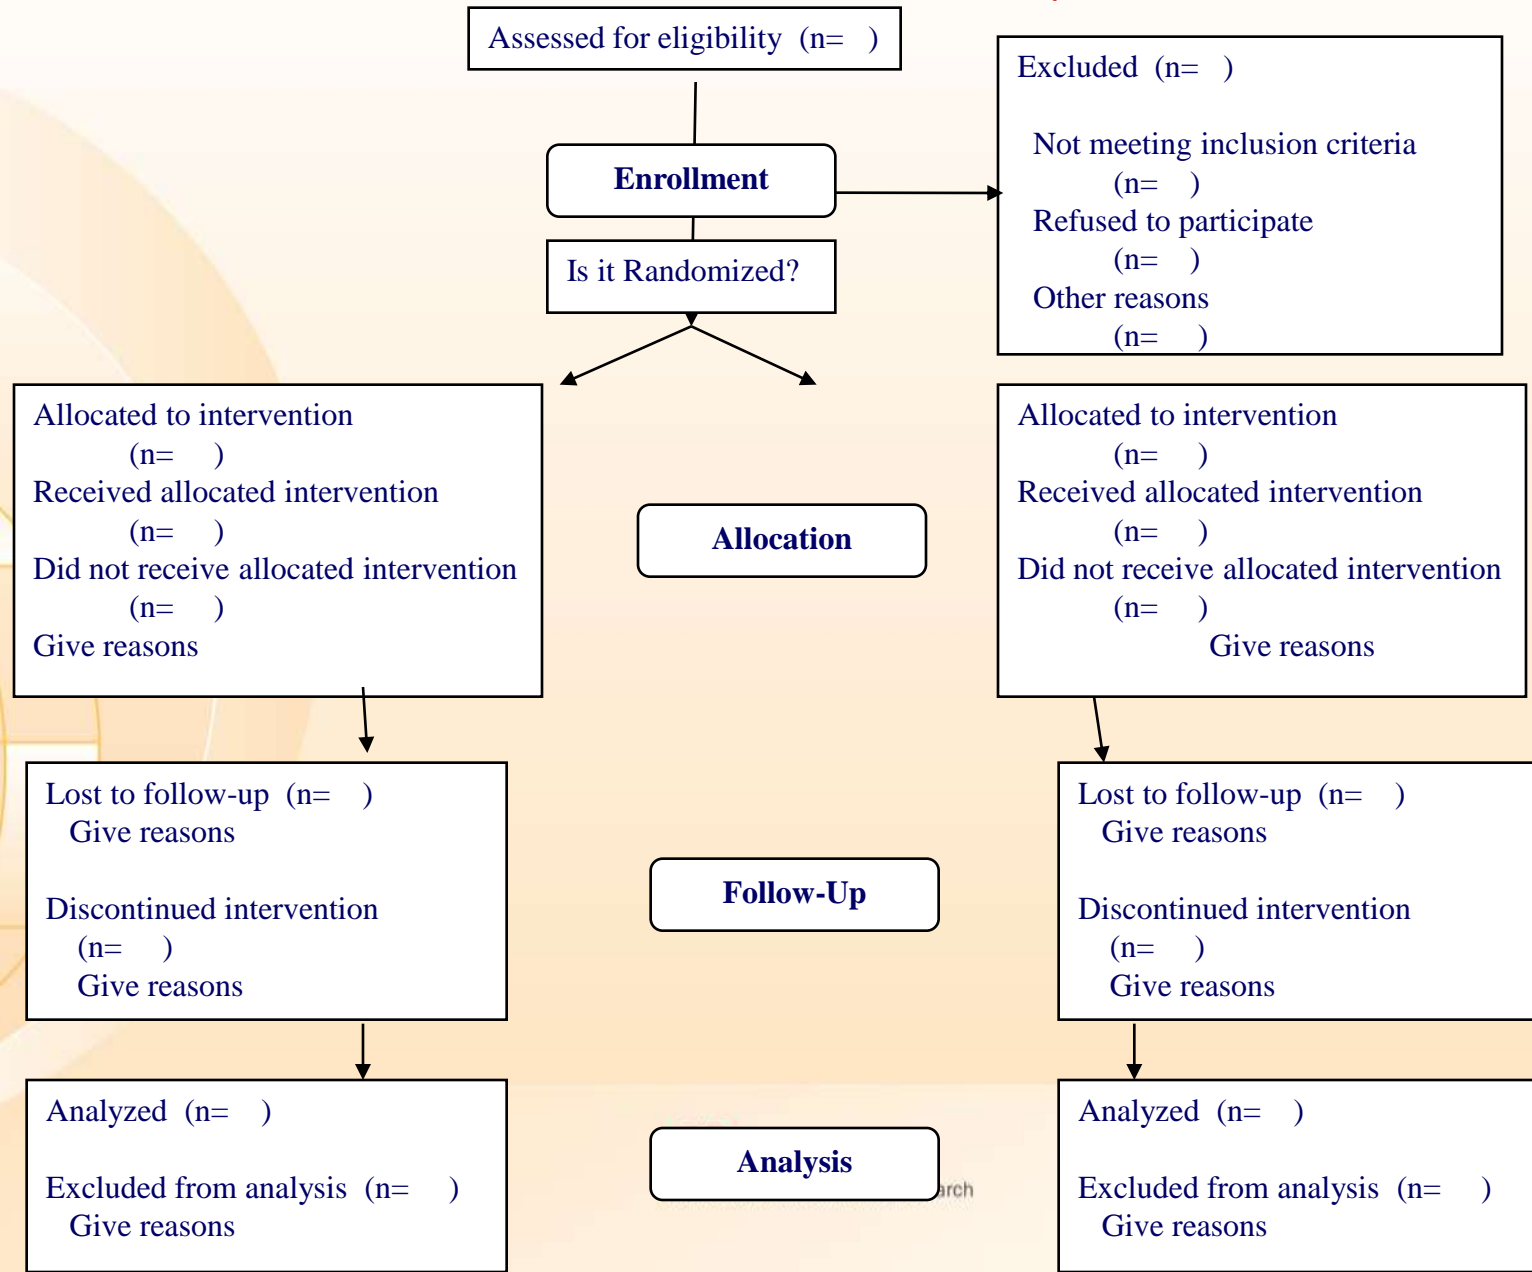 Assessed for eligibility (n= )
Excluded (n= )
Not meeting inclusion criteria
(n= )
Refused to participate
(n= )
Other reasons
(n= )
Enrollment
Is it Randomized?
Allocated to intervention
(n= )
Received allocated intervention
(n= )
Did not receive allocated intervention
(n= )
Give reasons
Allocation
Allocated to intervention
(n= )
Received allocated intervention
(n= )
Did not receive allocated intervention
(n= )
Give reasons
Lost to follow-up (n= )
Give reasons
Discontinued intervention
(n= )
Give reasons
Follow-Up
Lost to follow-up (n= )
Give reasons
Discontinued intervention
(n= )
Give reasons
Analyzed (n= )
Excluded from analysis (n= )
Give reasons
Analysis
Analyzed (n= )
Excluded from analysis (n= )
Give reasons